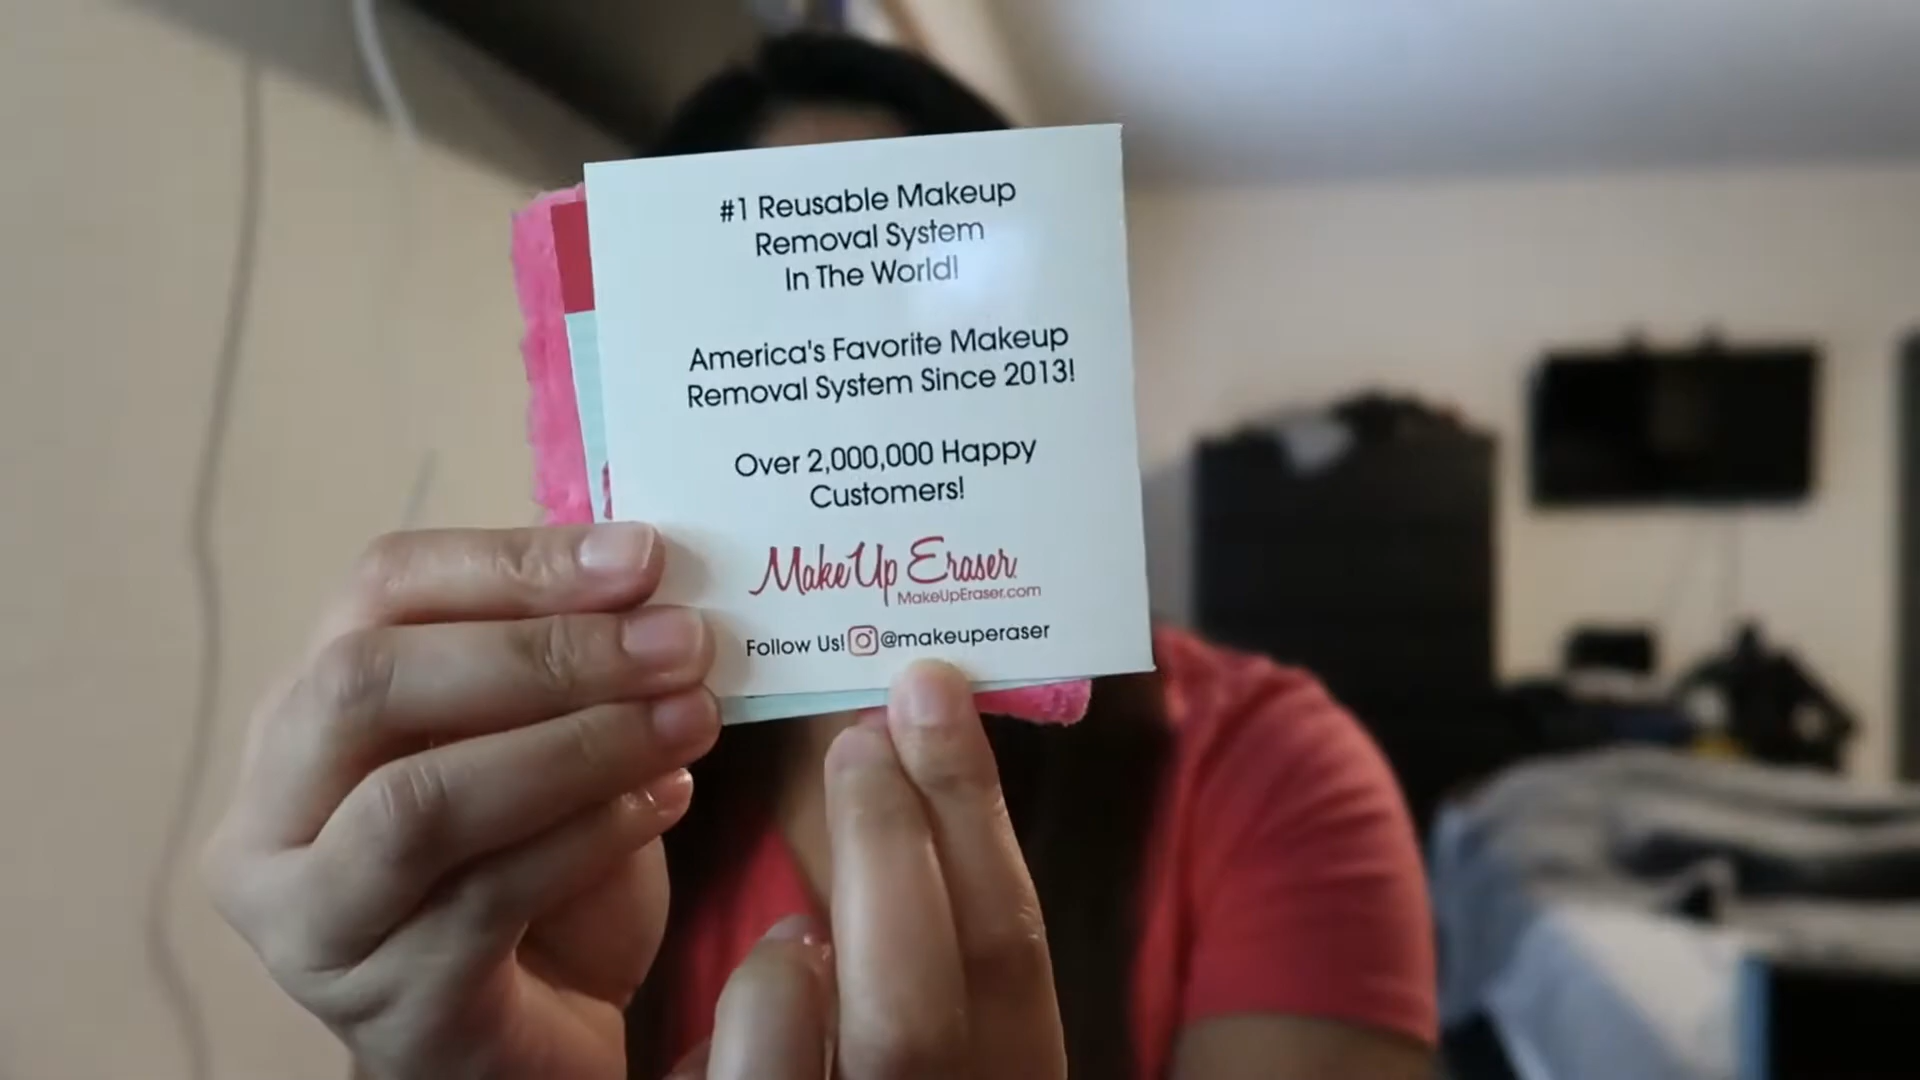 #1 Reusable Makeup
Removal System
In The World!
America's Favorite Makeup
Removal System Since 2013!
Over 2,000,000 Happy
Customers!
MakeUp Eraser
MakeUpEraser.com
Follow Us! @makeuperaser